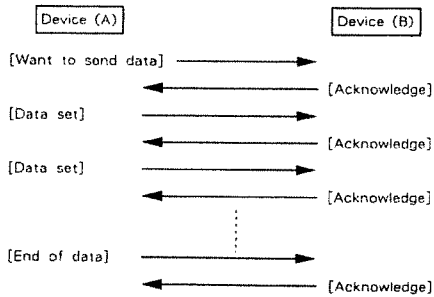 Device (A)
Device (B)
[Want to send data]
[Acknowledge]
[Data set]
[Acknowledge]
[Data set]
[Acknowledge]
[End of data]
[Acknowledge]